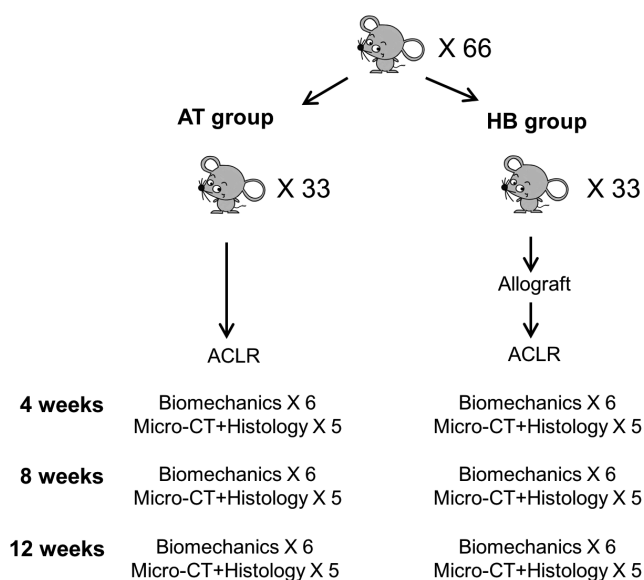 X 66
AT group
HB group
X 33
X 33
Allograft
ACLR
ACLR
4 weeks
Biomechanics X 6
Micro-CT+Histology X 5
Biomechanics X 6
Micro-CT+Histology X 5
8 weeks
Biomechanics X 6
Micro-CT+Histology X 5
Biomechanics X 6
Micro-CT+Histology X 5
12 weeks
Biomechanics X 6
Micro-CT+Histology X 5
Biomechanics X 6
Micro-CT+Histology X 5